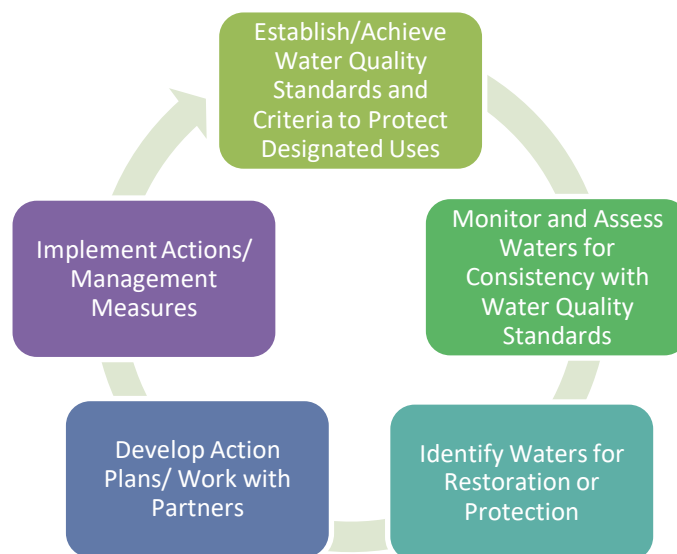 Establish/Achieve
Water Quality
Standards and
Criteria to Protect
Designated Uses
Monitor and Assess
Waters for
Consistency with
Water Quality
Standards
Identify Waters for
Restoration or
Protection
Develop Action
Plans/ Work with
Partners
Implement Actions/
Management
Measures